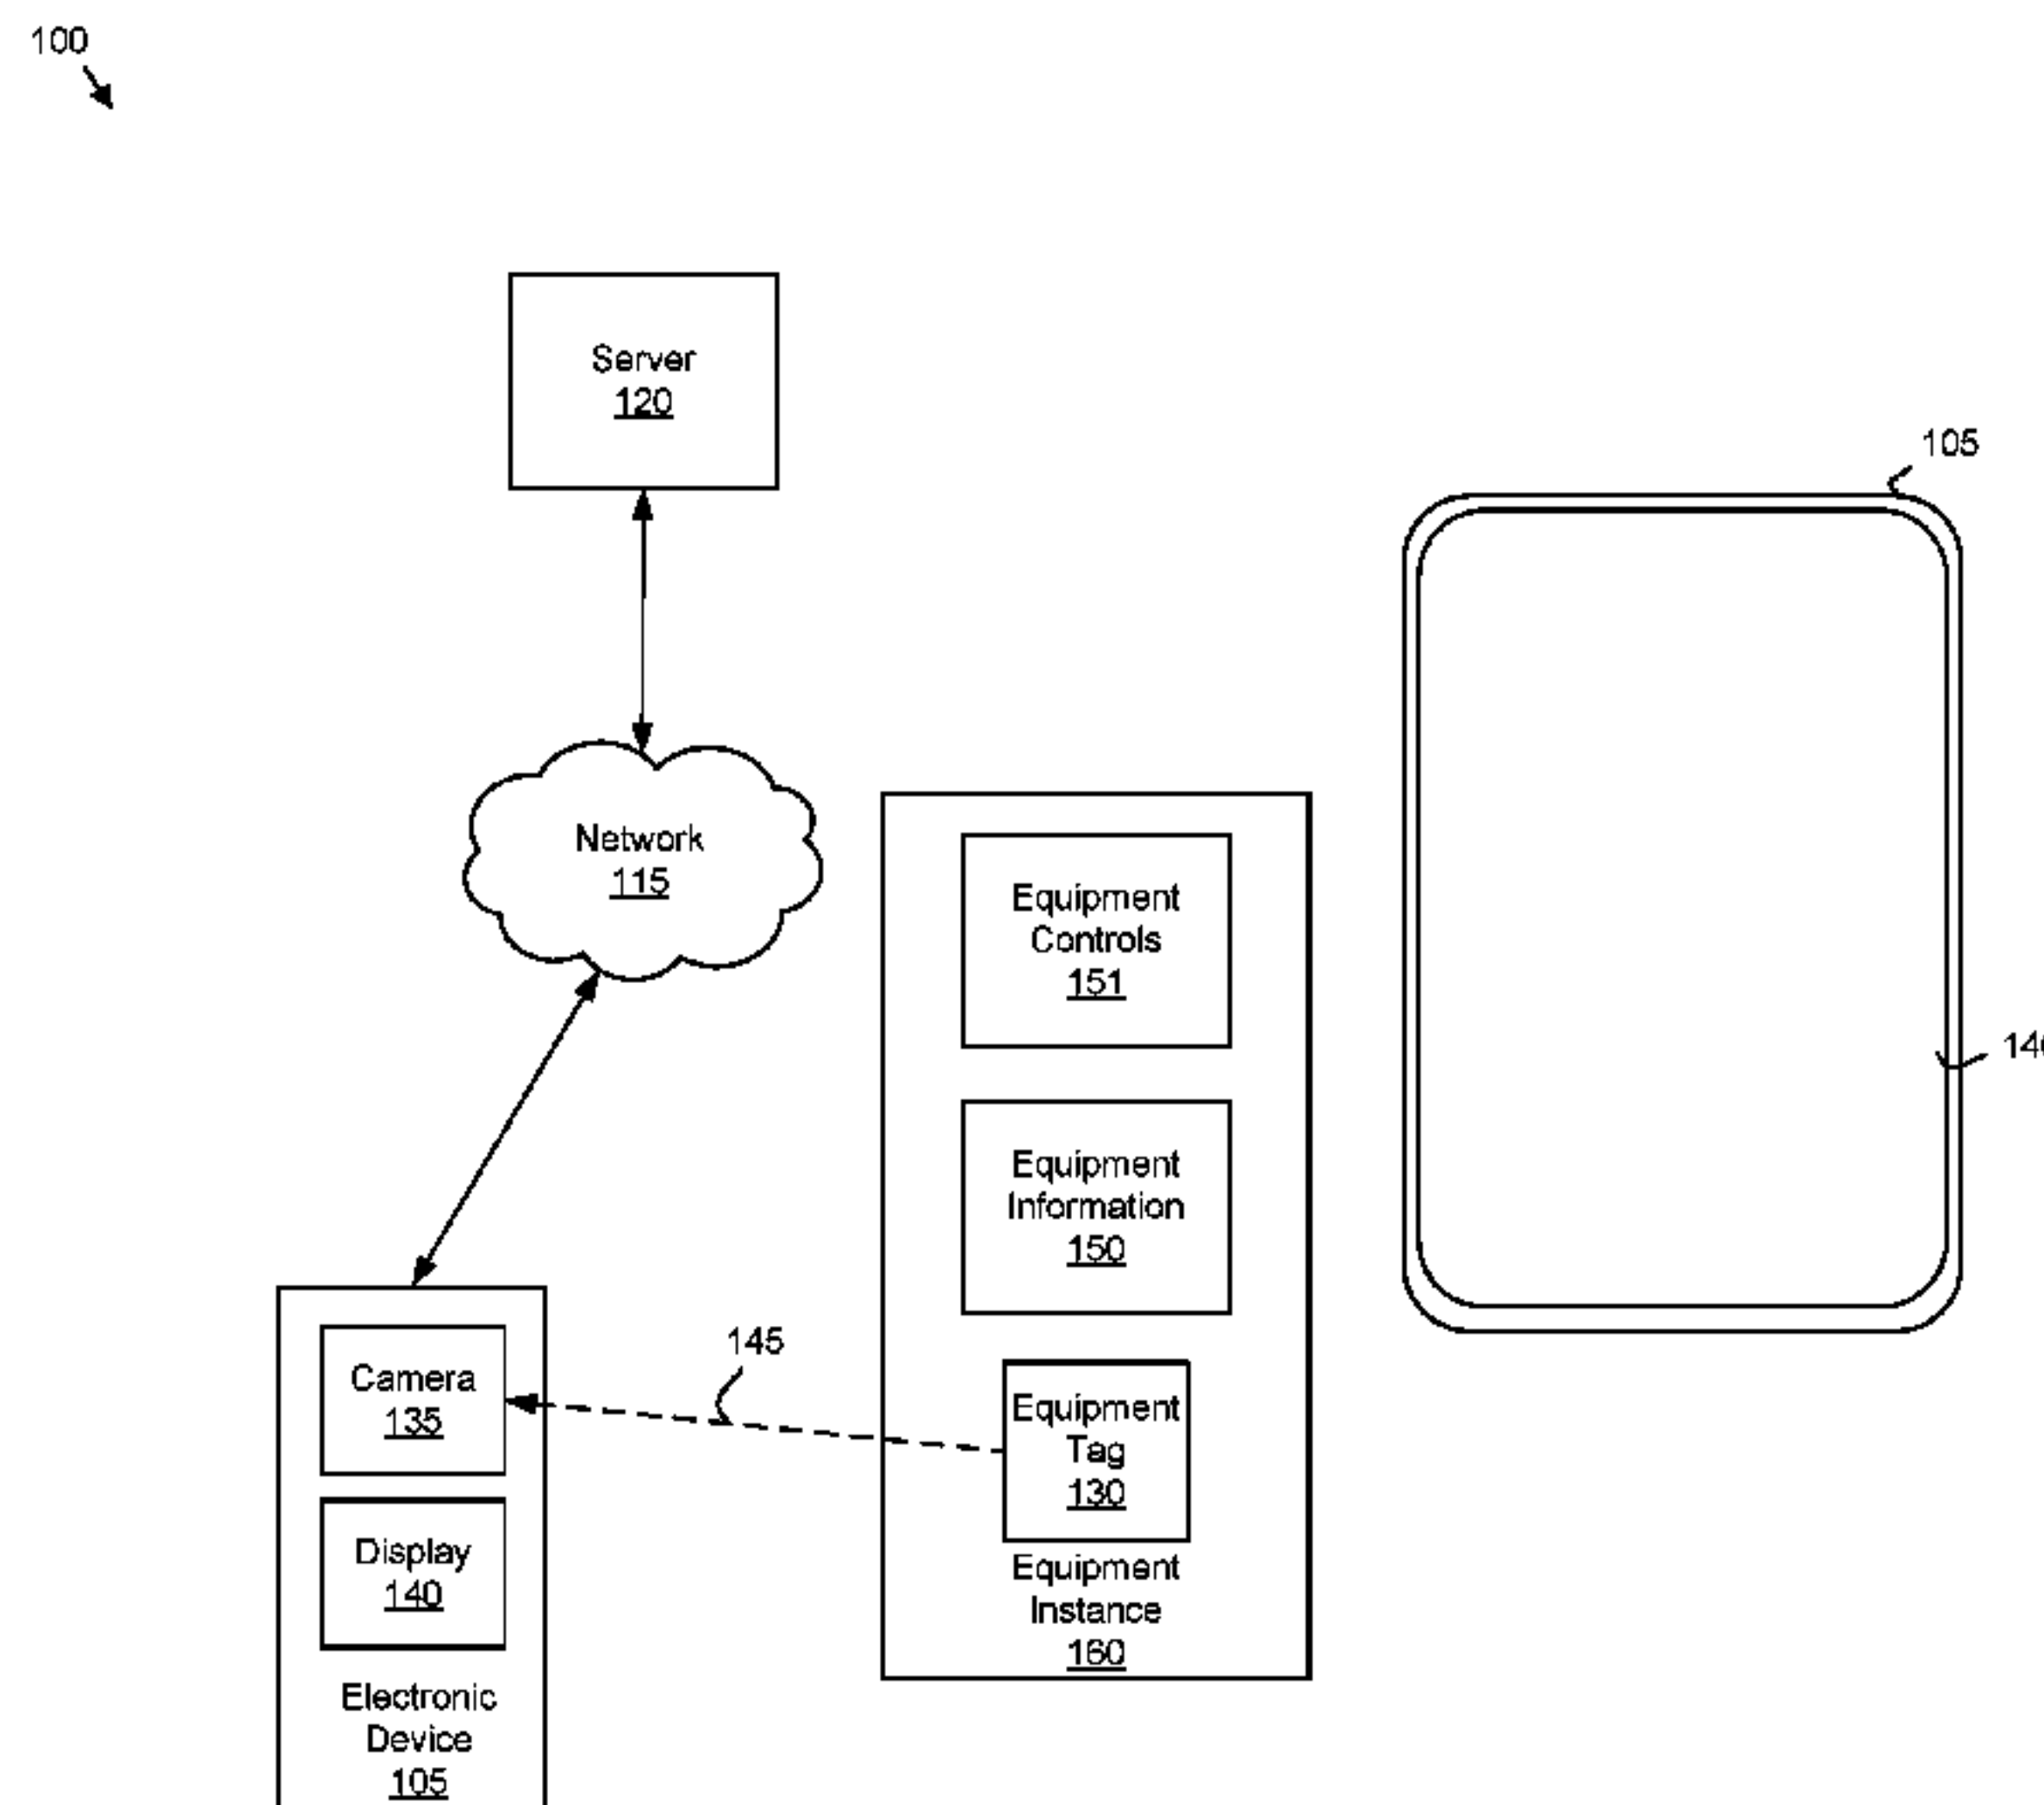 100
Server
120
105
Network
115
Equipment
Controls
151
Equipment
Information
150
145
Camera
135
Equipment
Tag
130
Display
140
Equipment
Instance
160
Electronic
Device
105